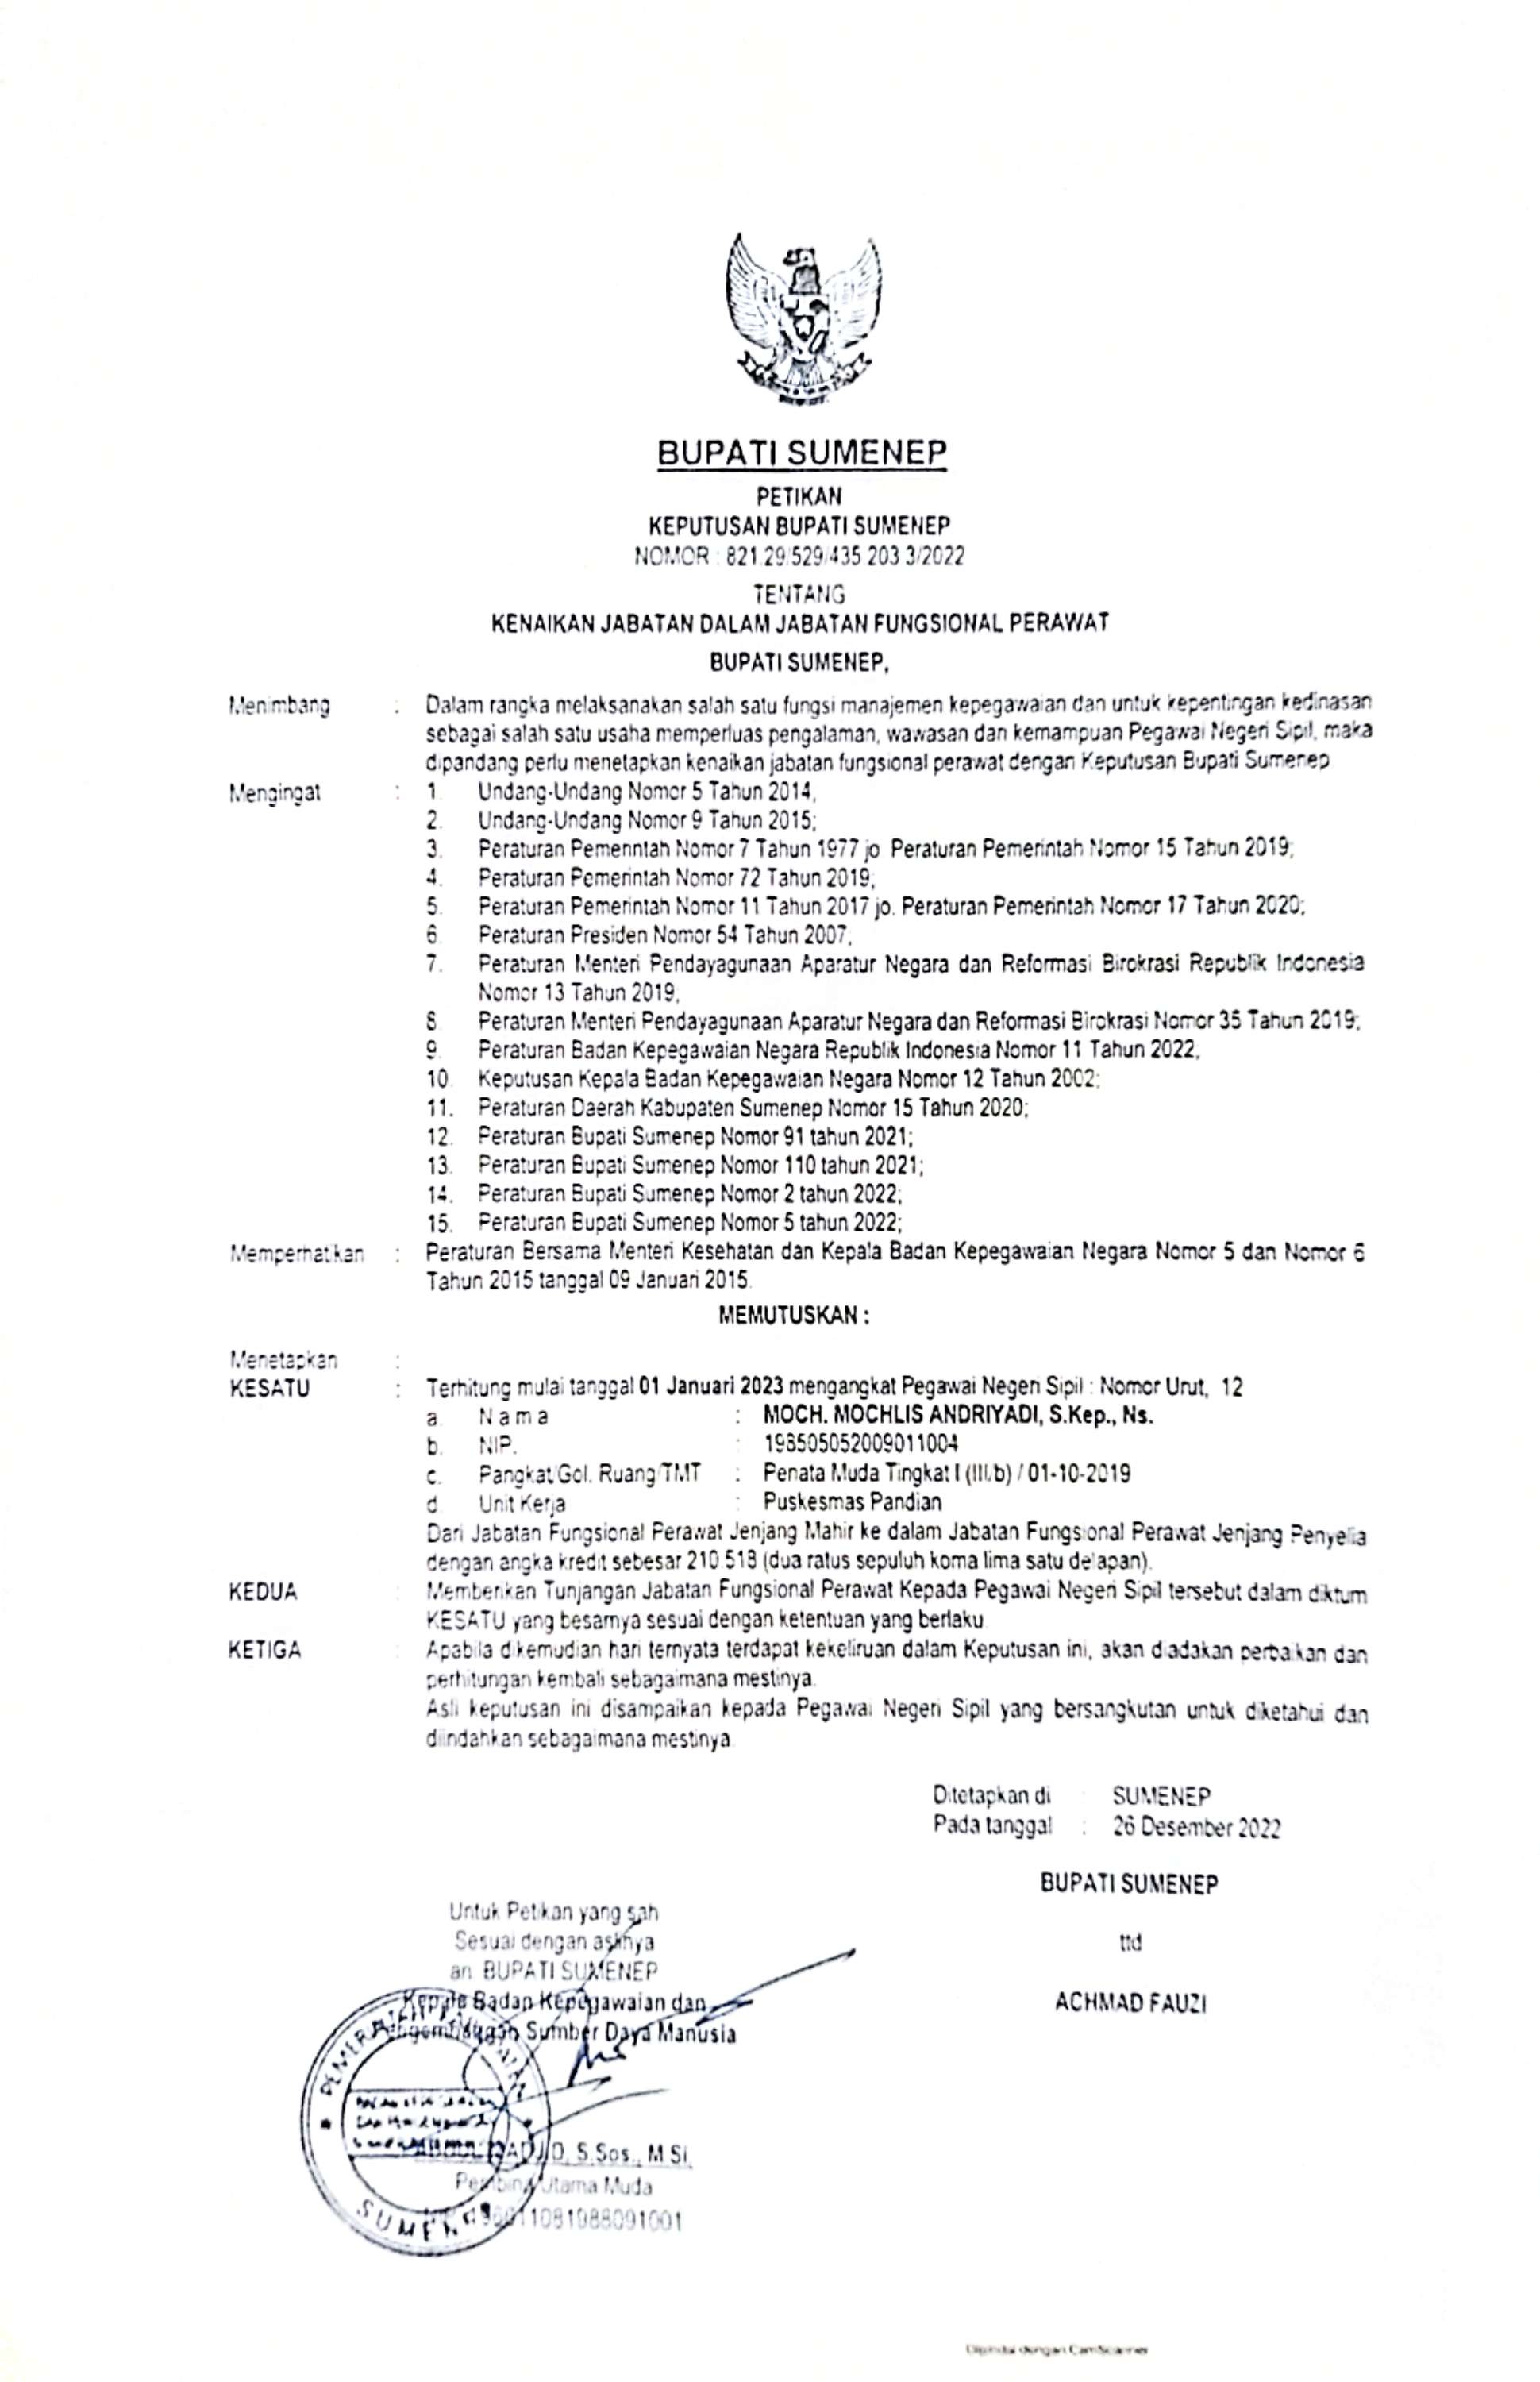 BUPATI SUMENEP
PETIKAN
KEPUTUSAN BUPATI SUMENEP
NOMOR : 821.29/529/435.203.3/2022
TENTANG
KENAIKAN JABATAN DALAM JABATAN FUNGSIONAL PERAWAT
BUPATI SUMENEP,
Menimbang : Dalam rangka melaksanakan salah satu fungsi manajemen kepegawaian dan untuk kepentingan kedinasan
sebagai salah satu usaha memperluas pengalaman, wawasan dan kemampuan Pegawai Negeri Sipil, maka
dipandang perlu menetapkan kenaikan jabatan fungsional perawat dengan Keputusan Bupati Sumenep
Mengingat : 1. Undang-Undang Nomor 5 Tahun 2014,
2. Undang-Undang Nomor 9 Tahun 2015;
3. Peraturan Pemerintah Nomor 7 Tahun 1977 jo Peraturan Pemerintah Nomor 15 Tahun 2019;
4. Peraturan Pemerintah Nomor 72 Tahun 2019;
5. Peraturan Pemerintah Nomor 11 Tahun 2017 jo. Peraturan Pemerintah Nomor 17 Tahun 2020;
6. Peraturan Presiden Nomor 54 Tahun 2007,
7. Peraturan Menteri Pendayagunaan Aparatur Negara dan Reformasi Birokrasi Republik Indonesia
Nomor 13 Tahun 2019,
8. Peraturan Menteri Pendayagunaan Aparatur Negara dan Reformasi Birokrasi Nomor 35 Tahun 2019;
9. Peraturan Badan Kepegawaian Negara Republik Indonesia Nomor 11 Tahun 2022;
10. Keputusan Kepala Badan Kepegawaian Negara Nomor 12 Tahun 2002;
11. Peraturan Daerah Kabupaten Sumenep Nomor 15 Tahun 2020;
12. Peraturan Bupati Sumenep Nomor 91 tahun 2021;
13. Peraturan Bupati Sumenep Nomor 110 tahun 2021;
14. Peraturan Bupati Sumenep Nomor 2 tahun 2022;
15. Peraturan Bupati Sumenep Nomor 5 tahun 2022;
Memperhatikan : Peraturan Bersama Menteri Kesehatan dan Kepala Badan Kepegawaian Negara Nomor 5 dan Nomor 6
Tahun 2015 tanggal 09 Januari 2015.
MEMUTUSKAN :
Menetapkan :
KESATU : Terhitung mulai tanggal 01 Januari 2023 mengangkat Pegawai Negeri Sipil : Nomor Urut, 12
a. N a m a : MOCH. MOCHLIS ANDRIYADI, S.Kep., Ns.
b. NIP. : 198505052009011004
c. Pangkat/Gol. Ruang/TMT : Penata Muda Tingkat I (III/b) / 01-10-2019
d. Unit Kerja : Puskesmas Pandian
Dari Jabatan Fungsional Perawat Jenjang Mahir ke dalam Jabatan Fungsional Perawat Jenjang Penyelia
dengan angka kredit sebesar 210.518 (dua ratus sepuluh koma lima satu delapan).
KEDUA : Memberikan Tunjangan Jabatan Fungsional Perawat Kepada Pegawai Negeri Sipil tersebut dalam diktum
KESATU yang besarnya sesuai dengan ketentuan yang berlaku
KETIGA : Apabila dikemudian hari ternyata terdapat kekeliruan dalam Keputusan ini, akan diadakan perbaikan dan
perhitungan kembali sebagaimana mestinya.
Asli keputusan ini disampaikan kepada Pegawai Negeri Sipil yang bersangkutan untuk diketahui dan
diindahkan sebagaimana mestinya.
Ditetapkan di : SUMENEP
Pada tanggal : 26 Desember 2022
BUPATI SUMENEP
ttd
ACHMAD FAUZI
Untuk Petikan yang sah
Sesuai dengan aslinya
an. BUPATI SUMENEP
Kepala Badan Kepegawaian dan
Pengembangan Sumber Daya Manusia
S.Sos., M.Si.
Pembina Utama Muda
SUMENEP
Dipindai dengan CamScanner